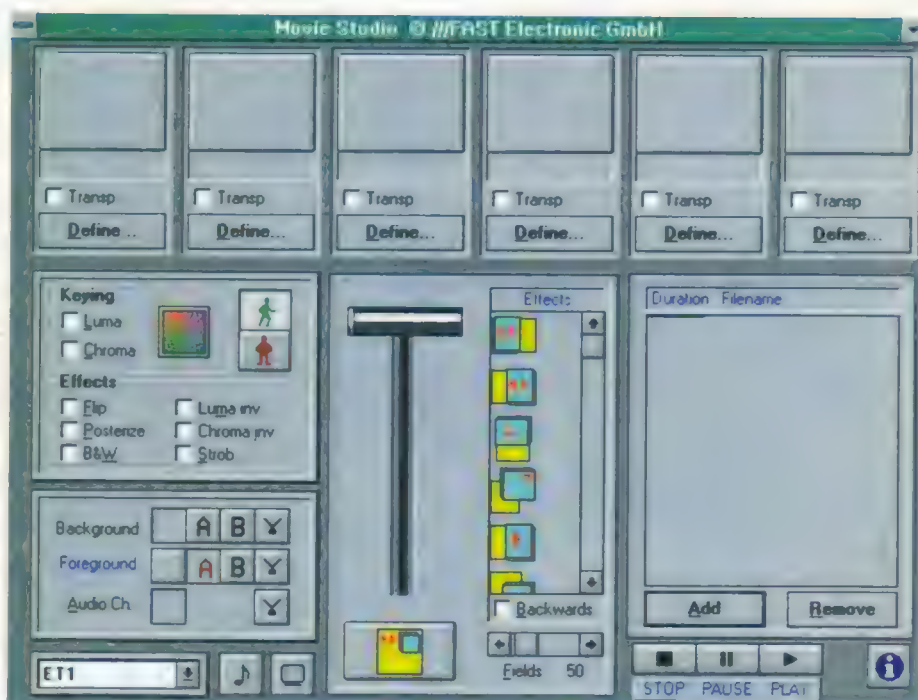 Movie Studio © ///FAST Electronic GmbH
Transp Transp Transp Transp Transp Transp
Define .. Define... Define... Define... Define... Define...
Keying
Luma
Chroma
Effects
Flip Luma inv
Posterize Chroma inv
B&W Strob
Background A B
Foreground A B
Audio Ch.
ET1
Effects
Backwards
Fields 50
Duration Filename
Add Remove
STOP PAUSE PLAY